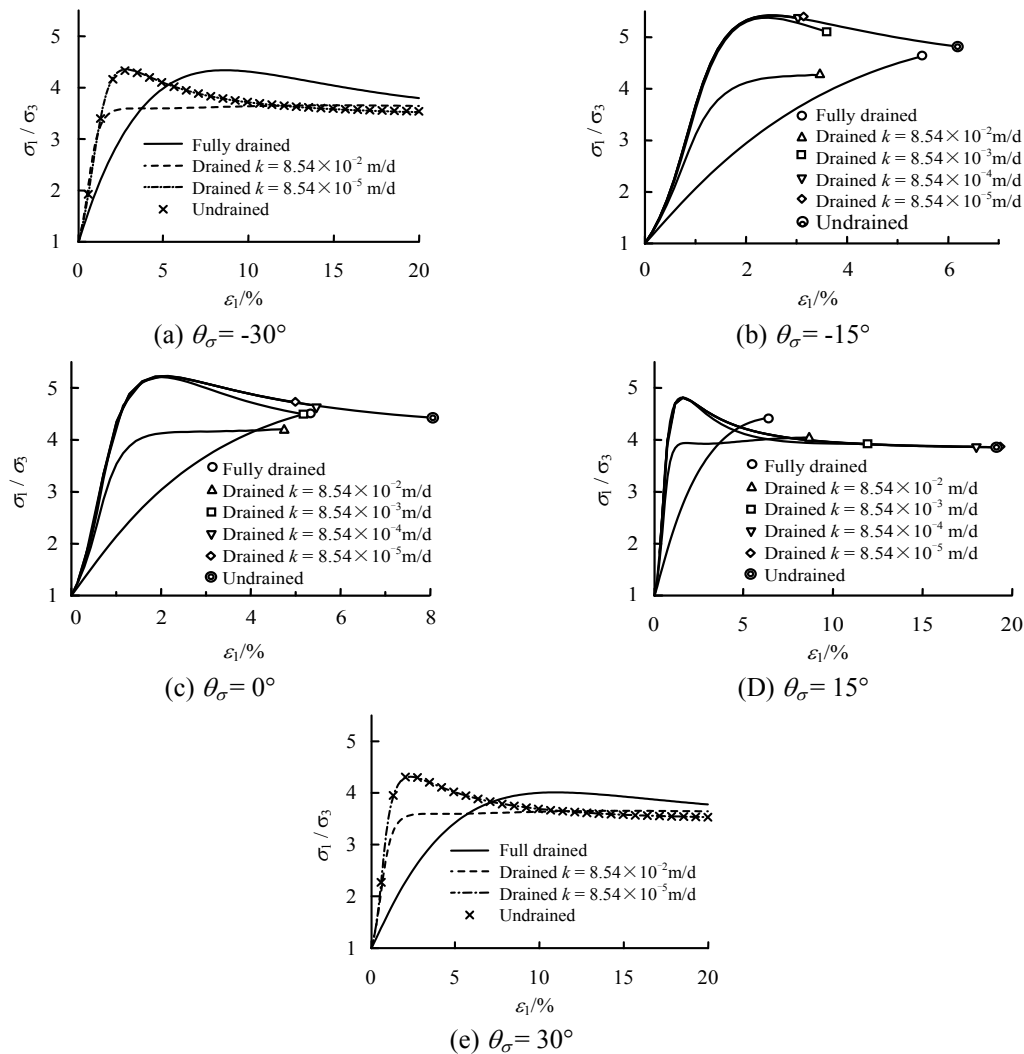 5
4
3
2
1
σ₁ / σ₃
Fully drained
Drained k = 8.54×10⁻² m/d
Drained k = 8.54×10⁻⁵ m/d
Undrained
0 5 10 15 20
ε₁/%
(a) θσ= -30°
5
4
3
2
1
σ₁ / σ₃
Fully drained
Drained k = 8.54×10⁻² m/d
Drained k = 8.54×10⁻³ m/d
Drained k = 8.54×10⁻⁴ m/d
Drained k = 8.54×10⁻⁵ m/d
Undrained
0 2 4 6
ε₁/%
(b) θσ= -15°
5
4
3
2
1
σ₁ / σ₃
Fully drained
Drained k = 8.54×10⁻²m/d
Drained k = 8.54×10⁻³m/d
Drained k = 8.54×10⁻⁴m/d
Drained k = 8.54×10⁻⁵m/d
Undrained
0 2 4 6 8
ε₁/%
(c) θσ= 0°
5
4
3
2
1
σ₁ / σ₃
Fully drained
Drained k = 8.54×10⁻² m/d
Drained k = 8.54×10⁻³ m/d
Drained k = 8.54×10⁻⁴ m/d
Drained k = 8.54×10⁻⁵ m/d
Undrained
0 5 10 15 20
ε₁/%
(D) θσ= 15°
5
4
3
2
1
σ₁ / σ₃
Full drained
Drained k = 8.54×10⁻²m/d
Drained k = 8.54×10⁻⁵m/d
Undrained
0 5 10 15 20
ε₁/%
(e) θσ= 30°